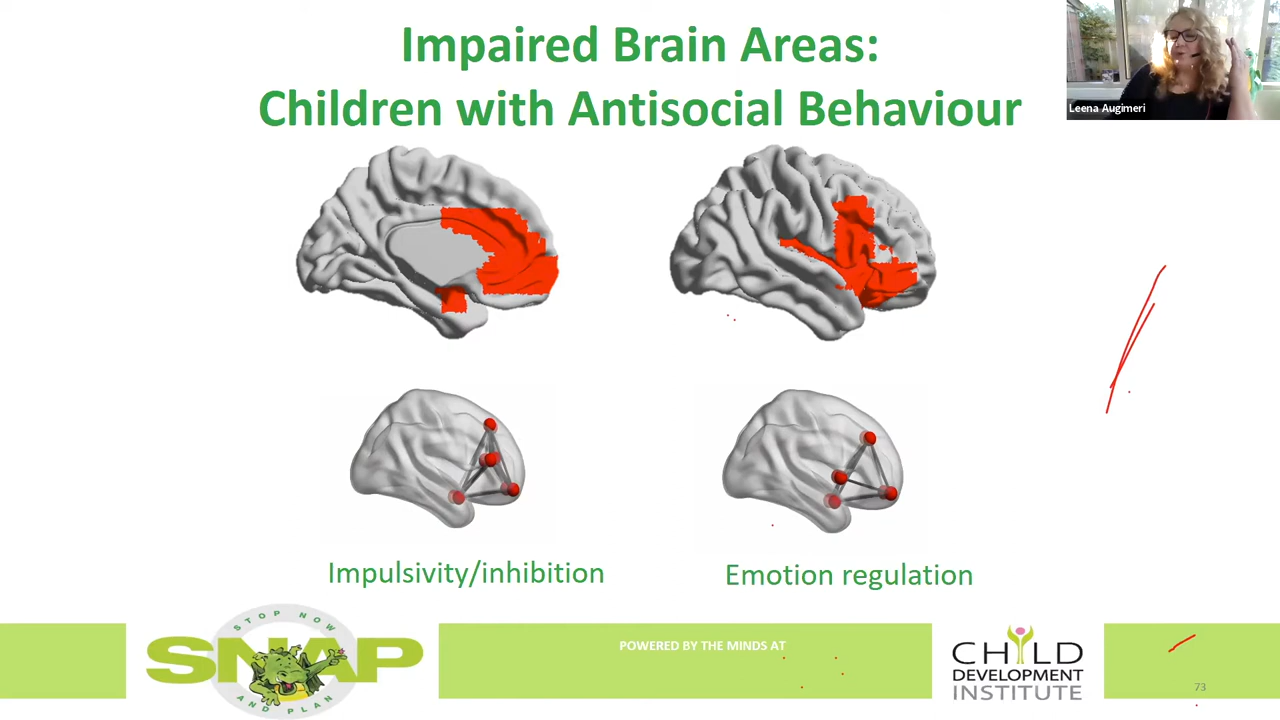 Impaired Brain Areas:
Children with Antisocial Behaviour
Leena Augimeri
Impulsivity/inhibition
Emotion regulation
STOP NOW
SNAP
AND PLAN
POWERED BY THE MINDS AT
CHILD
DEVELOPMENT
INSTITUTE
73